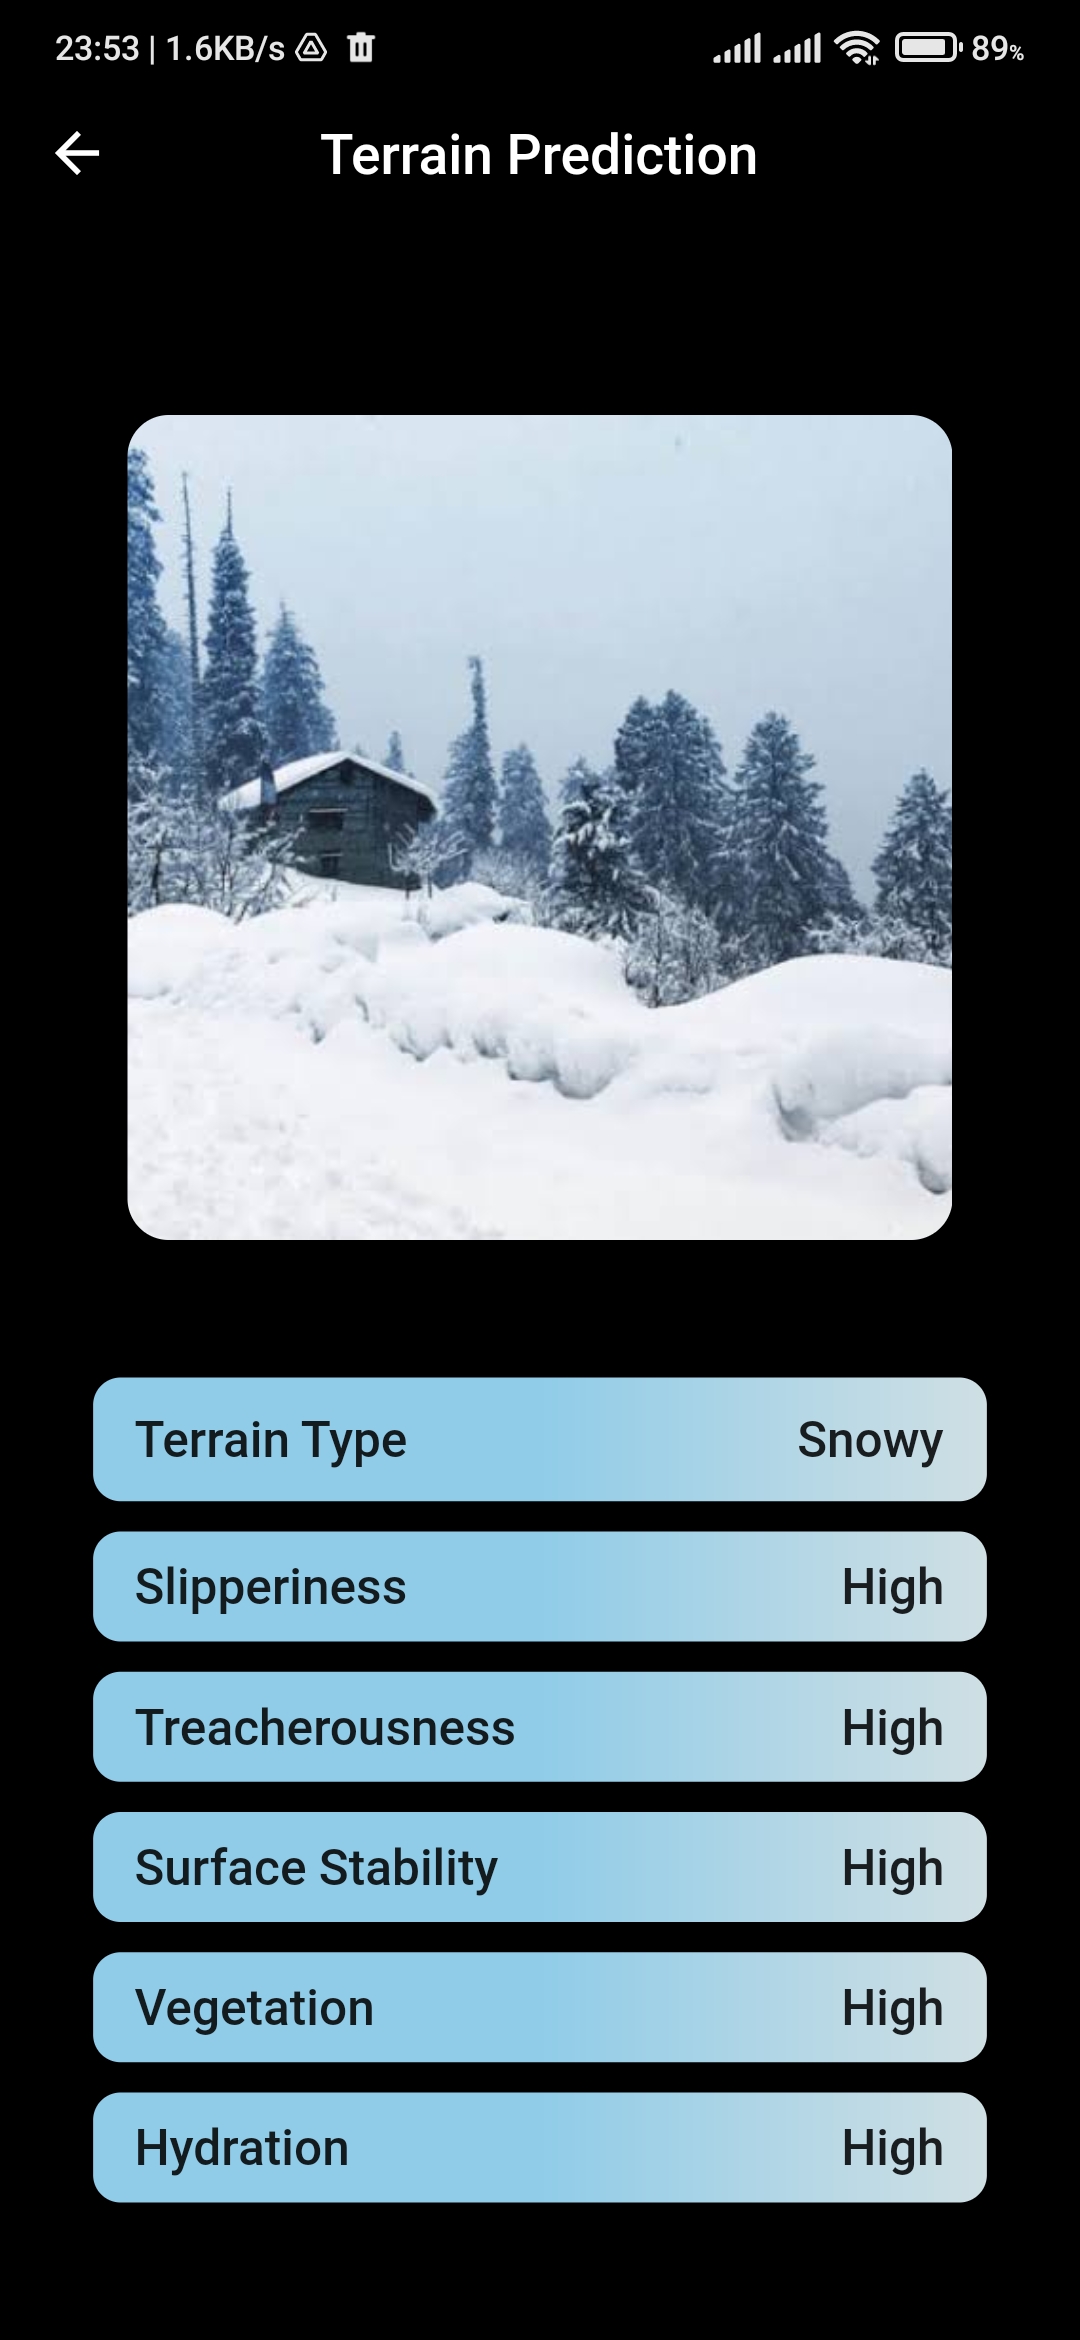 23:53 | 1.6KB/s 89%
Terrain Prediction
Terrain Type Snowy
Slipperiness High
Treacherousness High
Surface Stability High
Vegetation High
Hydration High